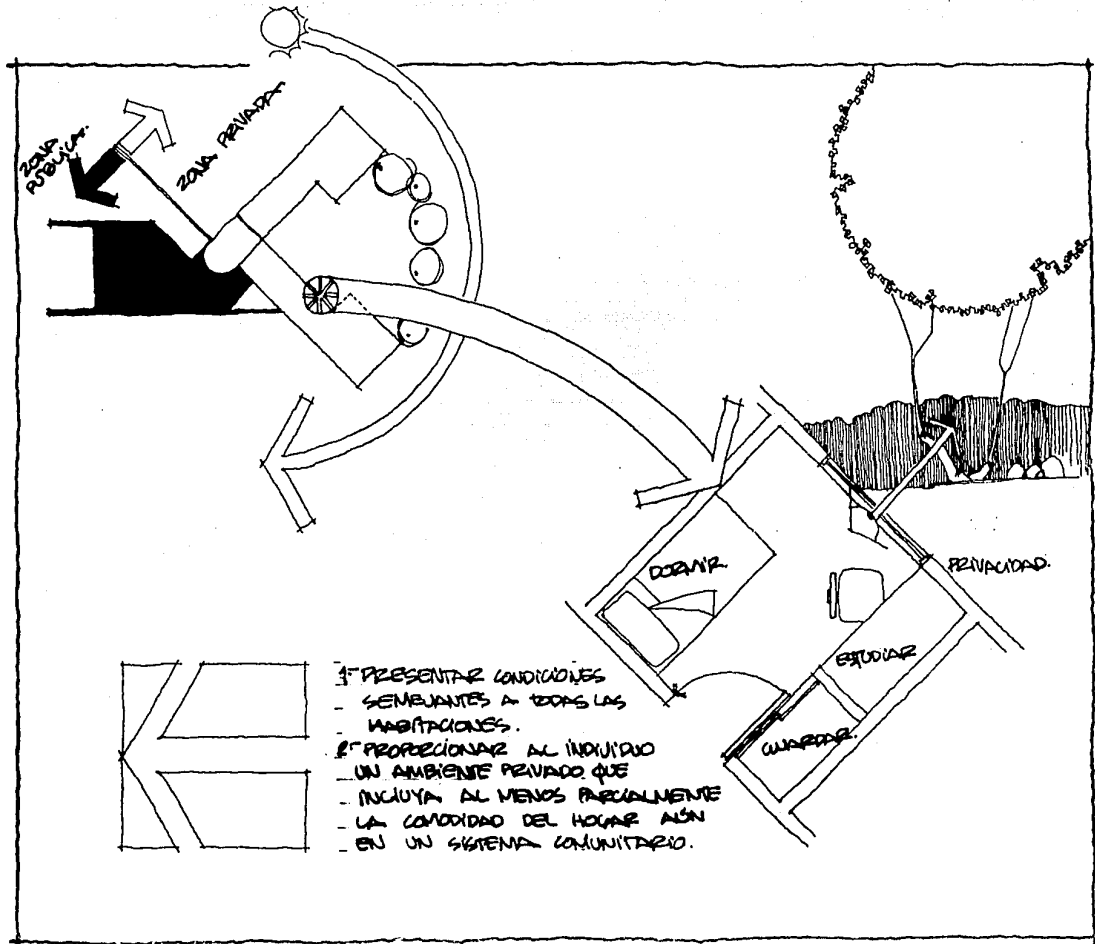 ZONA
PUBLICA.
ZONA PRIVADA
DORMIR.
PRIVACIDAD.
ESTUDIAR
GUARDAR.
1- PRESENTAR CONDICIONES
SEMEJANTES A TODAS LAS
HABITACIONES.
2- PROPORCIONAR AL INDIVIDUO
UN AMBIENTE PRIVADO QUE
INCLUYA AL MENOS PARCIALMENTE
LA COMODIDAD DEL HOGAR AÚN
EN UN SISTEMA COMUNITARIO.